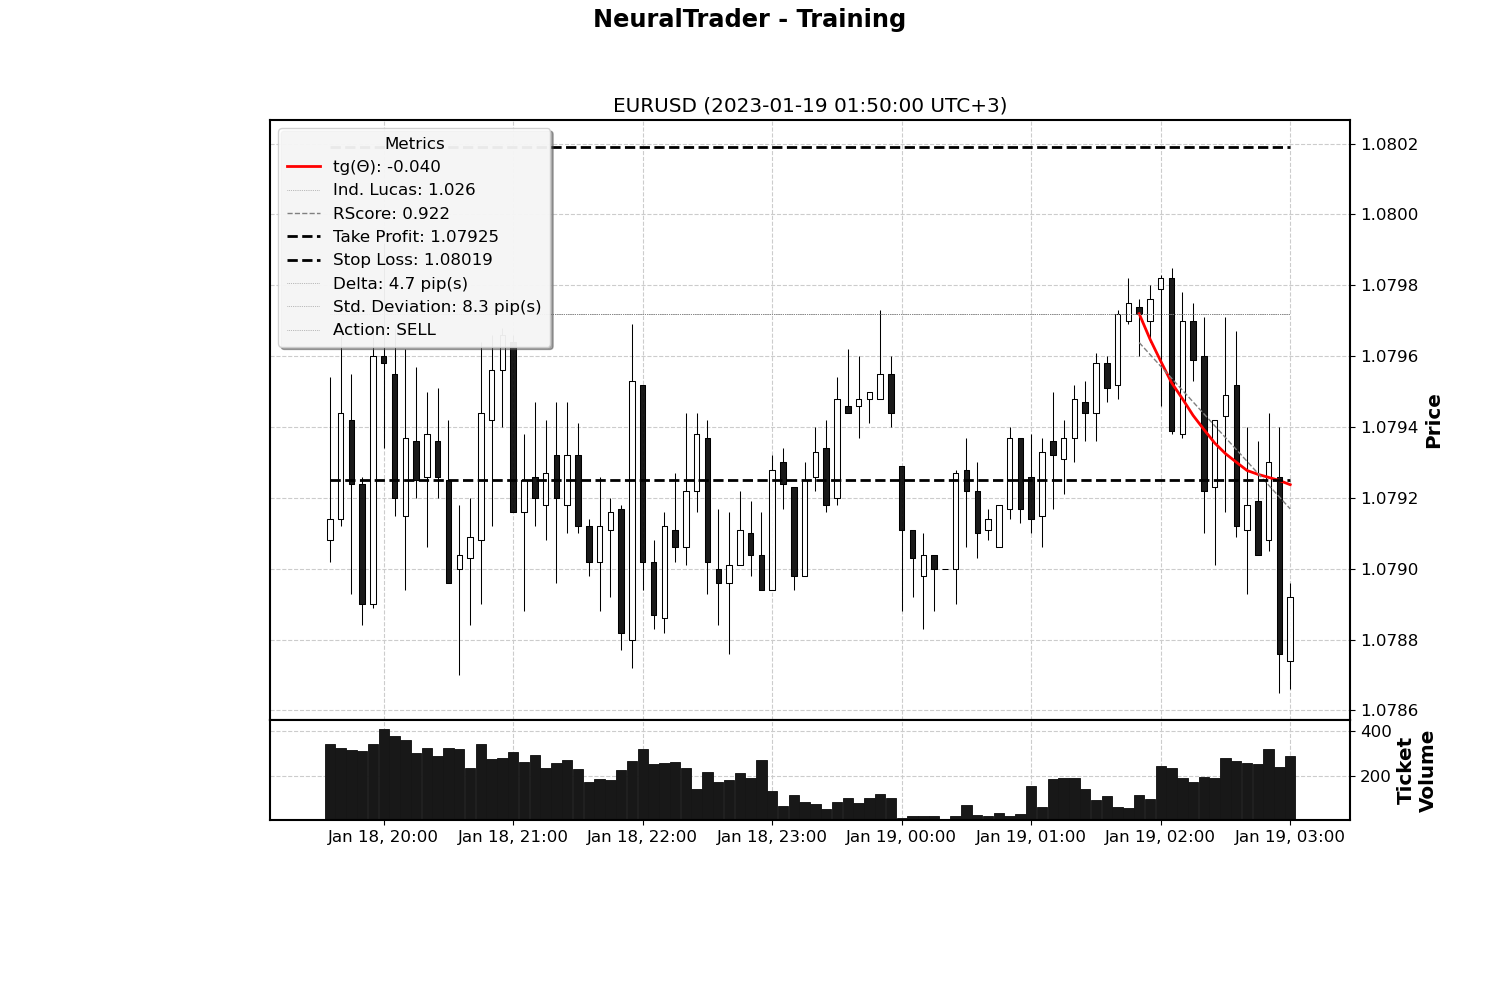 NeuralTrader - Training
EURUSD (2023-01-19 01:50:00 UTC+3)
Metrics
tg(Θ): -0.040
Ind. Lucas: 1.026
RScore: 0.922
Take Profit: 1.07925
Stop Loss: 1.08019
Delta: 4.7 pip(s)
Std. Deviation: 8.3 pip(s)
Action: SELL
1.0802
1.0800
1.0798
1.0796
1.0794
1.0792
1.0790
1.0788
1.0786
Price
400
200
Ticket
Volume
Jan 18, 20:00
Jan 18, 21:00
Jan 18, 22:00
Jan 18, 23:00
Jan 19, 00:00
Jan 19, 01:00
Jan 19, 02:00
Jan 19, 03:00